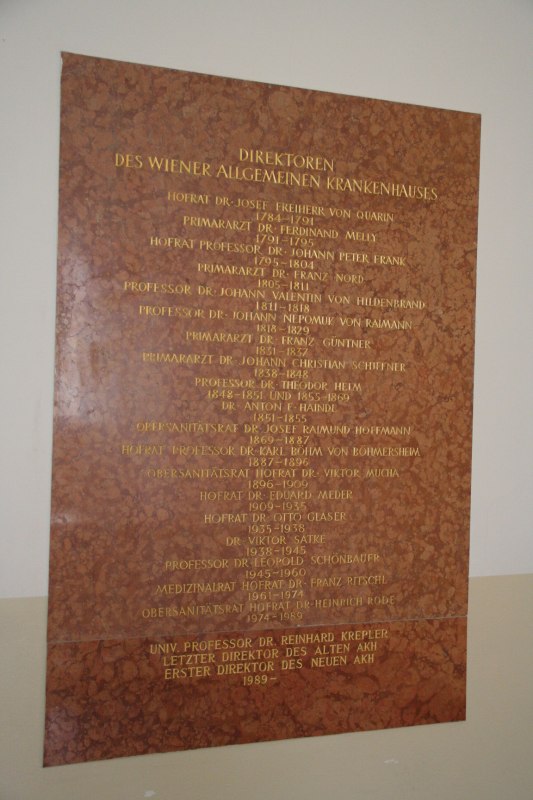 DIREKTOREN
DES WIENER ALLGEMEINEN KRANKENHAUSES
HOFRAT DR · JOSEF FREIHERR VON QUARIN
1784–1791
PRIMARARZT DR · FERDINAND MELLY
1791–1795
HOFRAT PROFESSOR DR · JOHANN PETER FRANK
1795–1804
PRIMARARZT DR · FRANZ NORD
1805–1811
PROFESSOR DR · JOHANN VALENTIN VON HILDENBRAND
1811–1818
PROFESSOR DR · JOHANN NEPOMUK VON RAIMANN
1818–1829
PRIMARARZT DR · FRANZ GÜNTNER
1831–1837
PRIMARARZT DR · JOHANN CHRISTIAN SCHIFFNER
1838–1848
PROFESSOR DR · THEODOR HELM
1848–1851 UND 1855–1869
DR · ANTON E · HAINDL
1851–1855
OBERSANITÄTSRAT DR · JOSEF RAIMUND HOFFMANN
1869–1887
HOFRAT PROFESSOR DR · KARL BÖHM VON BÖHMERSHEIM
1887–1896
OBERSANITÄTSRAT HOFRAT DR · VIKTOR MUCHA
1896–1909
HOFRAT DR · EDUARD MEDER
1909–1935
HOFRAT DR · OTTO GLASER
1935–1938
DR · VIKTOR SATKE
1938–1945
PROFESSOR DR · LEOPOLD SCHÖNBAUER
1945–1960
MEDIZINALRAT HOFRAT DR · FRANZ RITSCHL
1961–1974
OBERSANITÄTSRAT HOFRAT DR · HEINRICH RODE
1974–1989
UNIV. PROFESSOR DR. REINHARD KREPLER
LETZTER DIREKTOR DES ALTEN AKH
ERSTER DIREKTOR DES NEUEN AKH
1989–